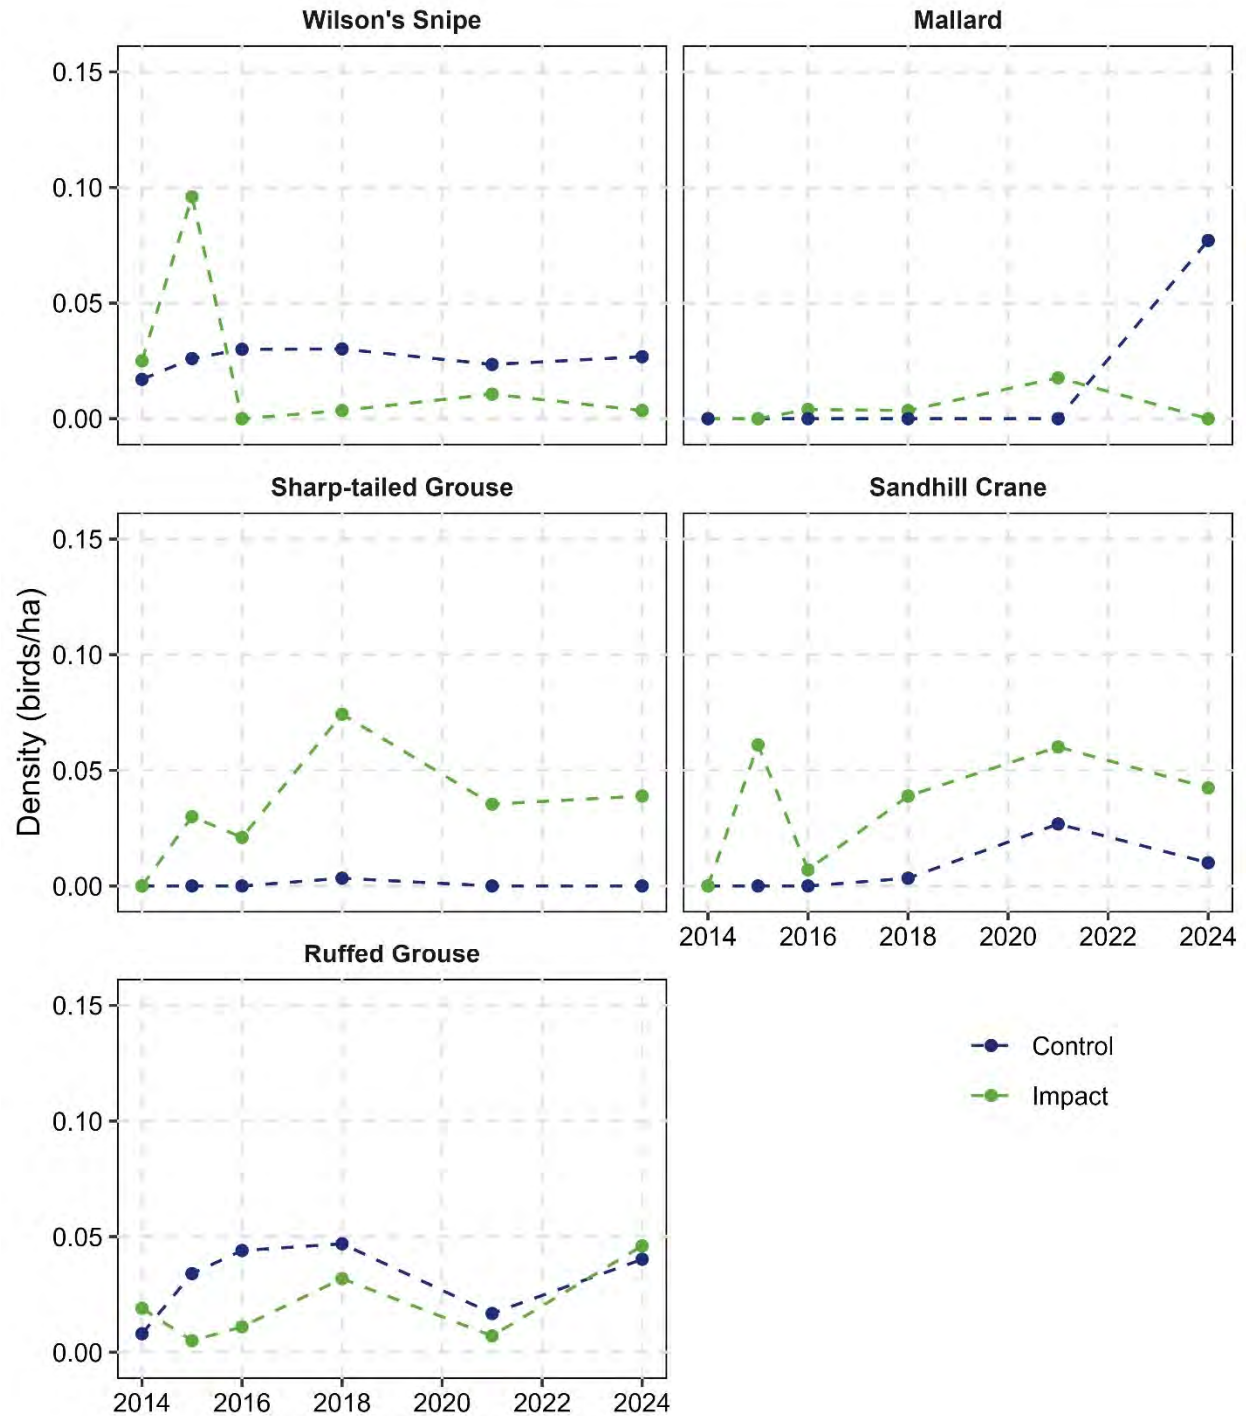 Wilson's Snipe
Mallard
0.15
0.10
0.05
0.00
Sharp-tailed Grouse
Sandhill Crane
Density (birds/ha)
0.15
0.10
0.05
0.00
2014 2016 2018 2020 2022 2024
Ruffed Grouse
0.15
0.10
0.05
0.00
2014 2016 2018 2020 2022 2024
Control
Impact